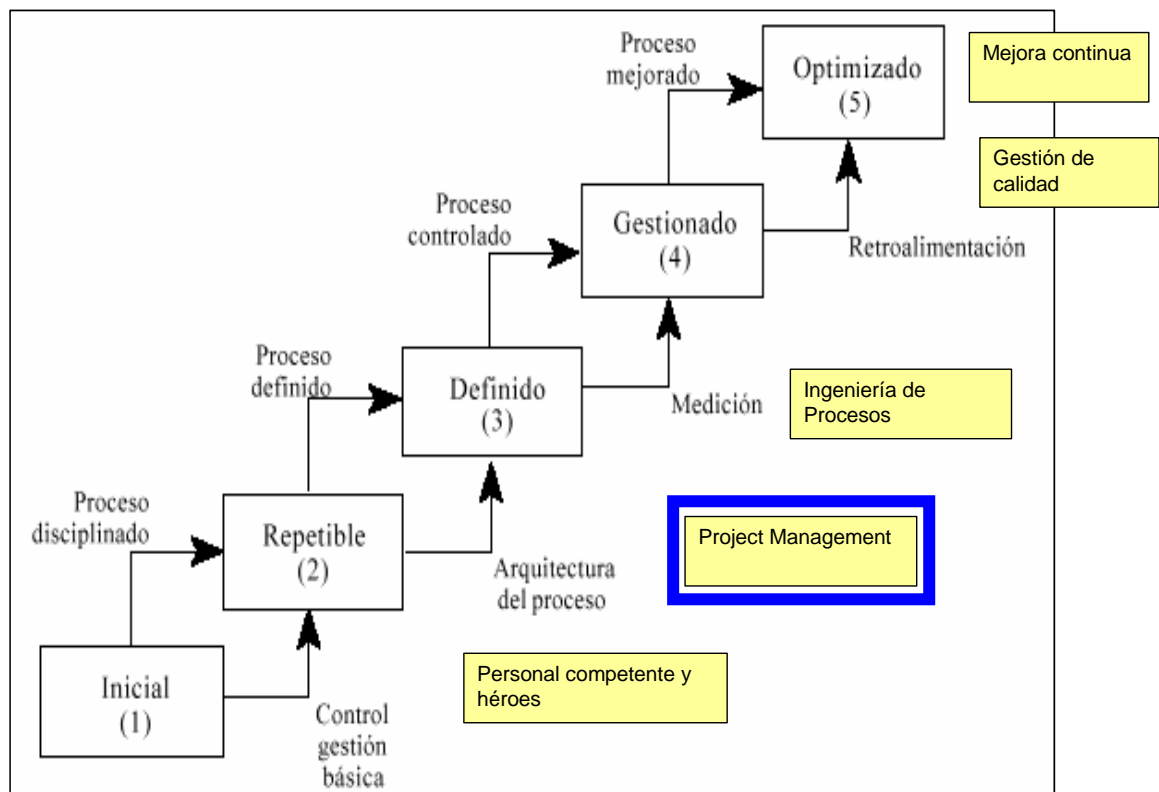 Proceso
mejorado
Optimizado
(5)
Mejora continua
Gestión de
calidad
Proceso
controlado
Gestionado
(4)
Retroalimentación
Proceso
definido
Definido
(3)
Medición
Ingeniería de
Procesos
Proceso
disciplinado
Repetible
(2)
Arquitectura
del proceso
Project Management
Inicial
(1)
Control
gestión
básica
Personal competente y
héroes